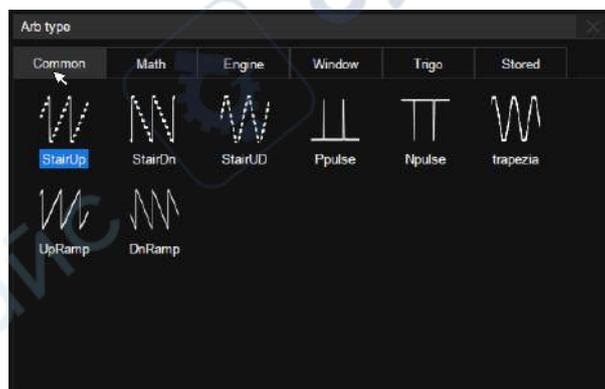 Arb type
Common Math Engine Window Trigo Stored
StairUp StairDn StairUD Ppulse Npulse trapezia
UpRamp DnRamp